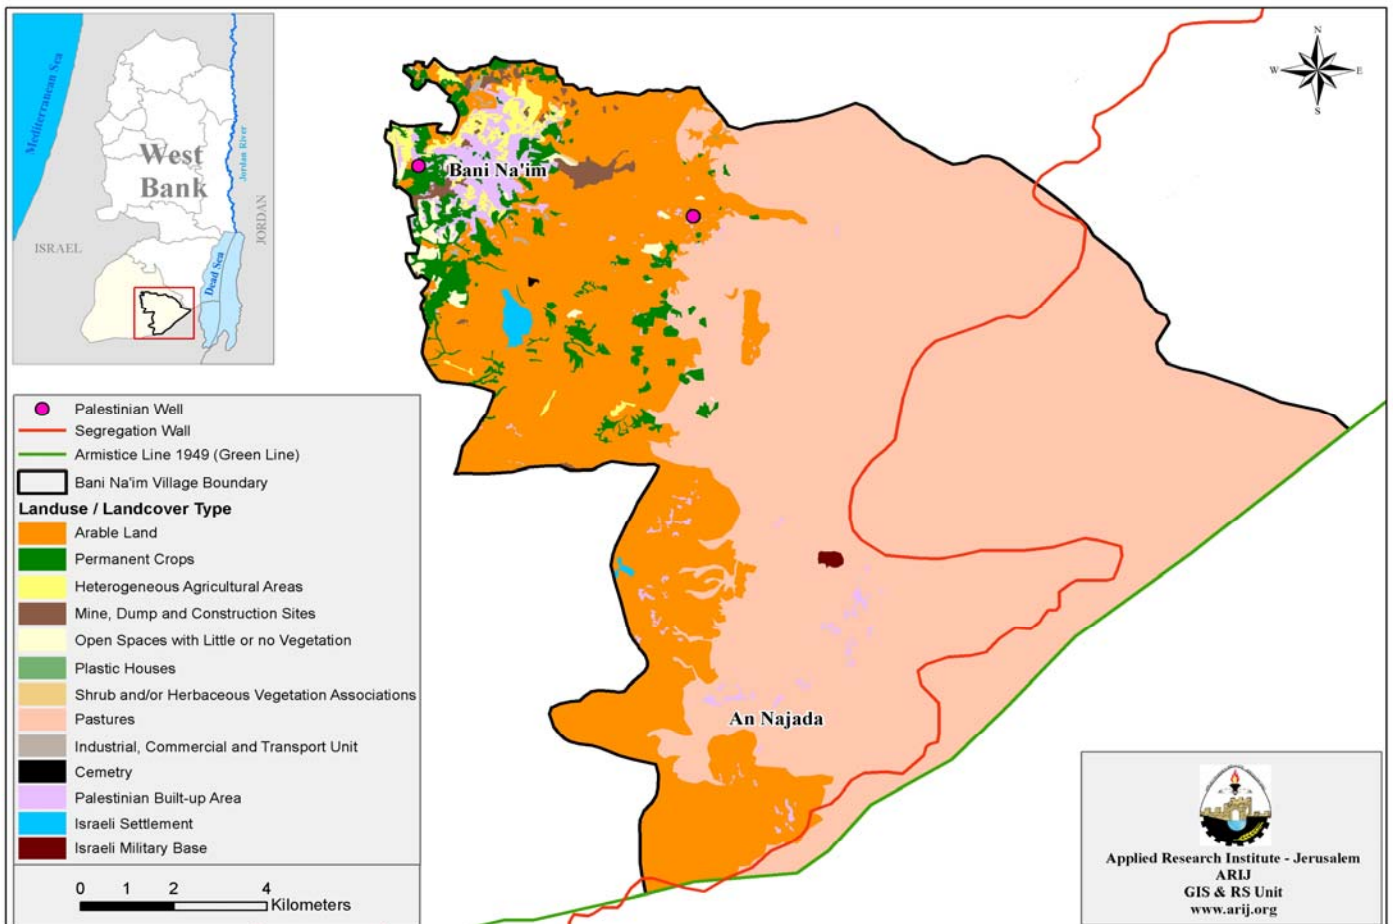 Mediterranean Sea
West
Bank
Jordan River
JORDAN
ISRAEL
Dead Sea
N
W
E
S
Bani Na'im
An Najada
Palestinian Well
Segregation Wall
Armistice Line 1949 (Green Line)
Bani Na'im Village Boundary
Landuse / Landcover Type
Arable Land
Permanent Crops
Heterogeneous Agricultural Areas
Mine, Dump and Construction Sites
Open Spaces with Little or no Vegetation
Plastic Houses
Shrub and/or Herbaceous Vegetation Associations
Pastures
Industrial, Commercial and Transport Unit
Cemetry
Palestinian Built-up Area
Israeli Settlement
Israeli Military Base
0 1 2 4
Kilometers
Applied Research Institute - Jerusalem
ARIJ
GIS & RS Unit
www.arij.org